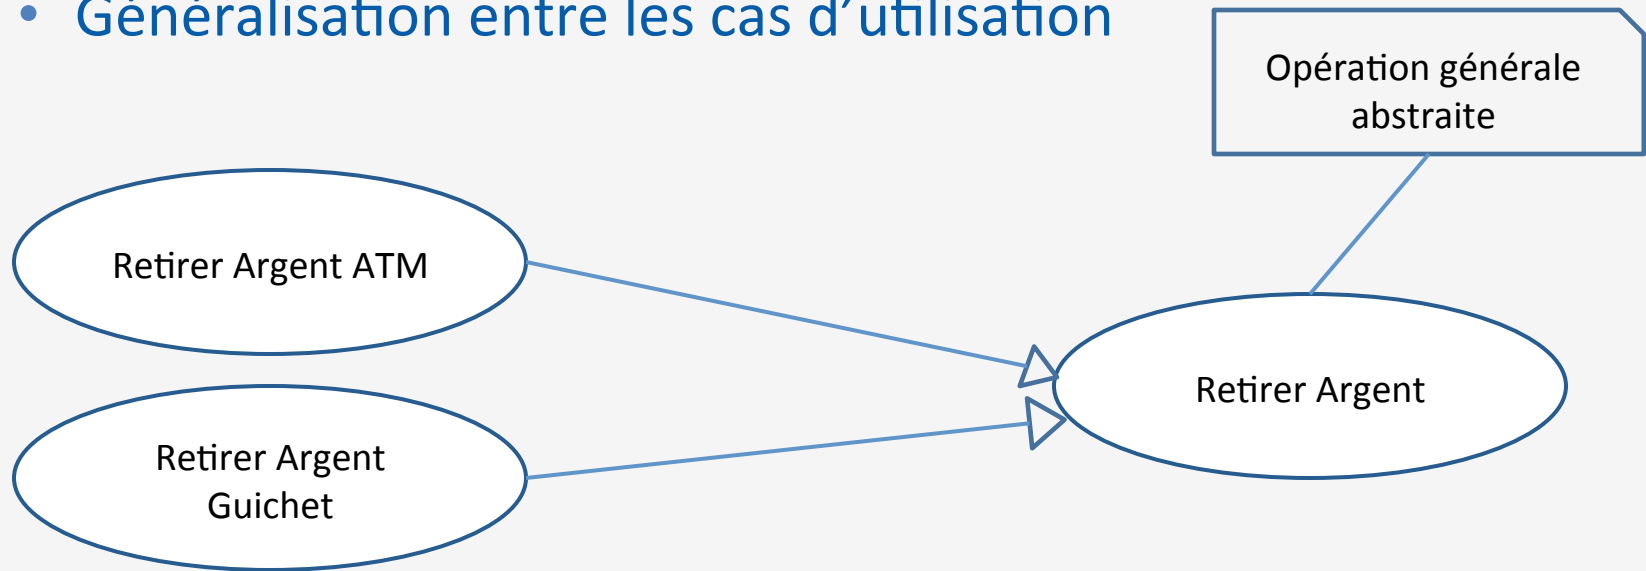 • Généralisation entre les cas d'utilisation
Opération générale
abstraite
Retirer Argent ATM
Retirer Argent
Retirer Argent
Guichet